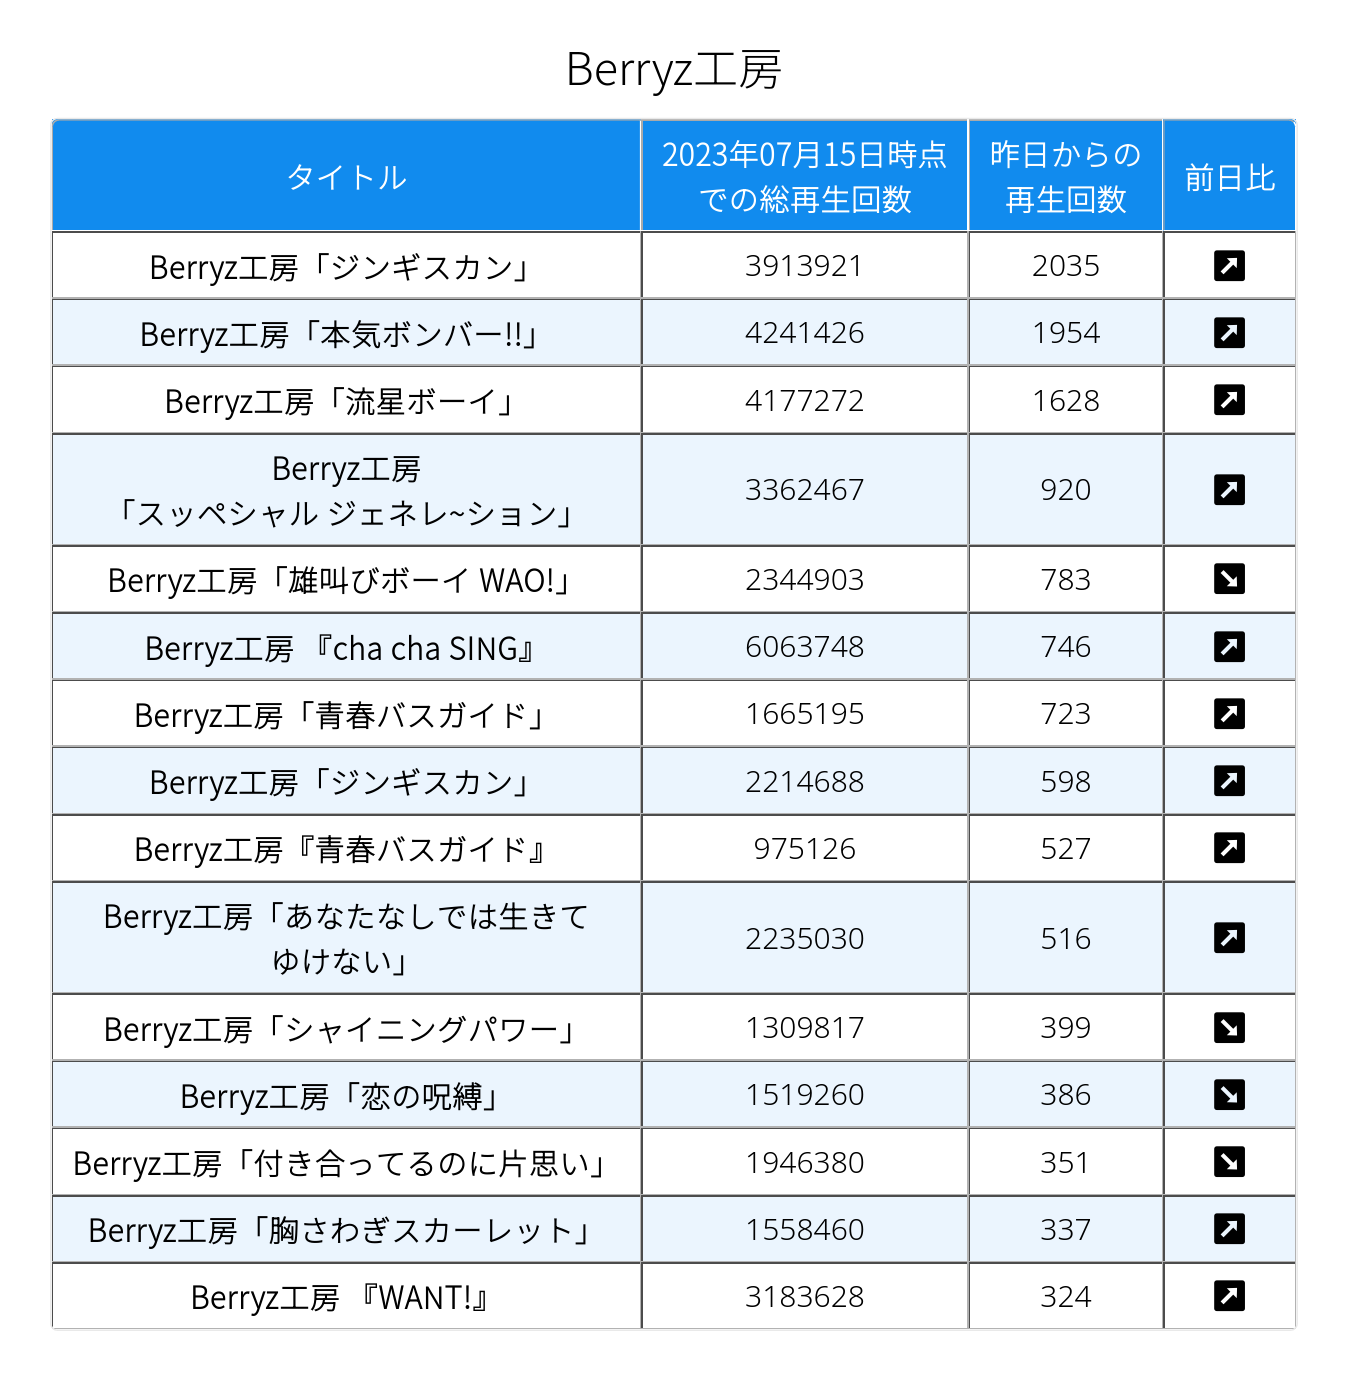 Berryz工房
タイトル
2023年07月15日時点
での総再生回数
昨日からの
再生回数
前日比
Berryz工房「ジンギスカン」 3913921 2035
Berryz工房「本気ボンバー!!」 4241426 1954
Berryz工房「流星ボーイ」 4177272 1628
Berryz工房
「スッペシャル ジェネレ~ション」 3362467 920
Berryz工房「雄叫びボーイ WAO!」 2344903 783
Berryz工房 『cha cha SING』 6063748 746
Berryz工房「青春バスガイド」 1665195 723
Berryz工房「ジンギスカン」 2214688 598
Berryz工房『青春バスガイド』 975126 527
Berryz工房「あなたなしでは生きて
ゆけない」 2235030 516
Berryz工房「シャイニングパワー」 1309817 399
Berryz工房「恋の呪縛」 1519260 386
Berryz工房「付き合ってるのに片思い」 1946380 351
Berryz工房「胸さわぎスカーレット」 1558460 337
Berryz工房 『WANT!』 3183628 324